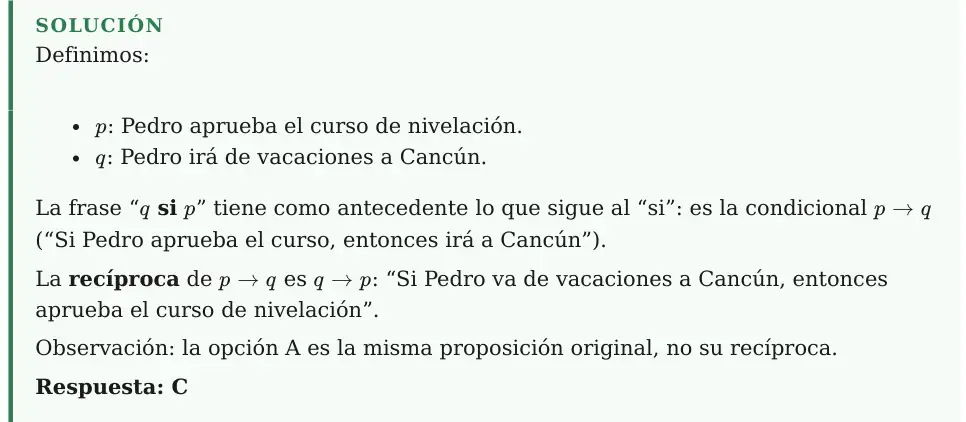 SOLUCIÓN
Definimos:
• p: Pedro aprueba el curso de nivelación.
• q: Pedro irá de vacaciones a Cancún.
La frase “q si p” tiene como antecedente lo que sigue al “si”: es la condicional p → q
(“Si Pedro aprueba el curso, entonces irá a Cancún”).
La recíproca de p → q es q → p: “Si Pedro va de vacaciones a Cancún, entonces
aprueba el curso de nivelación”.
Observación: la opción A es la misma proposición original, no su recíproca.
Respuesta: C